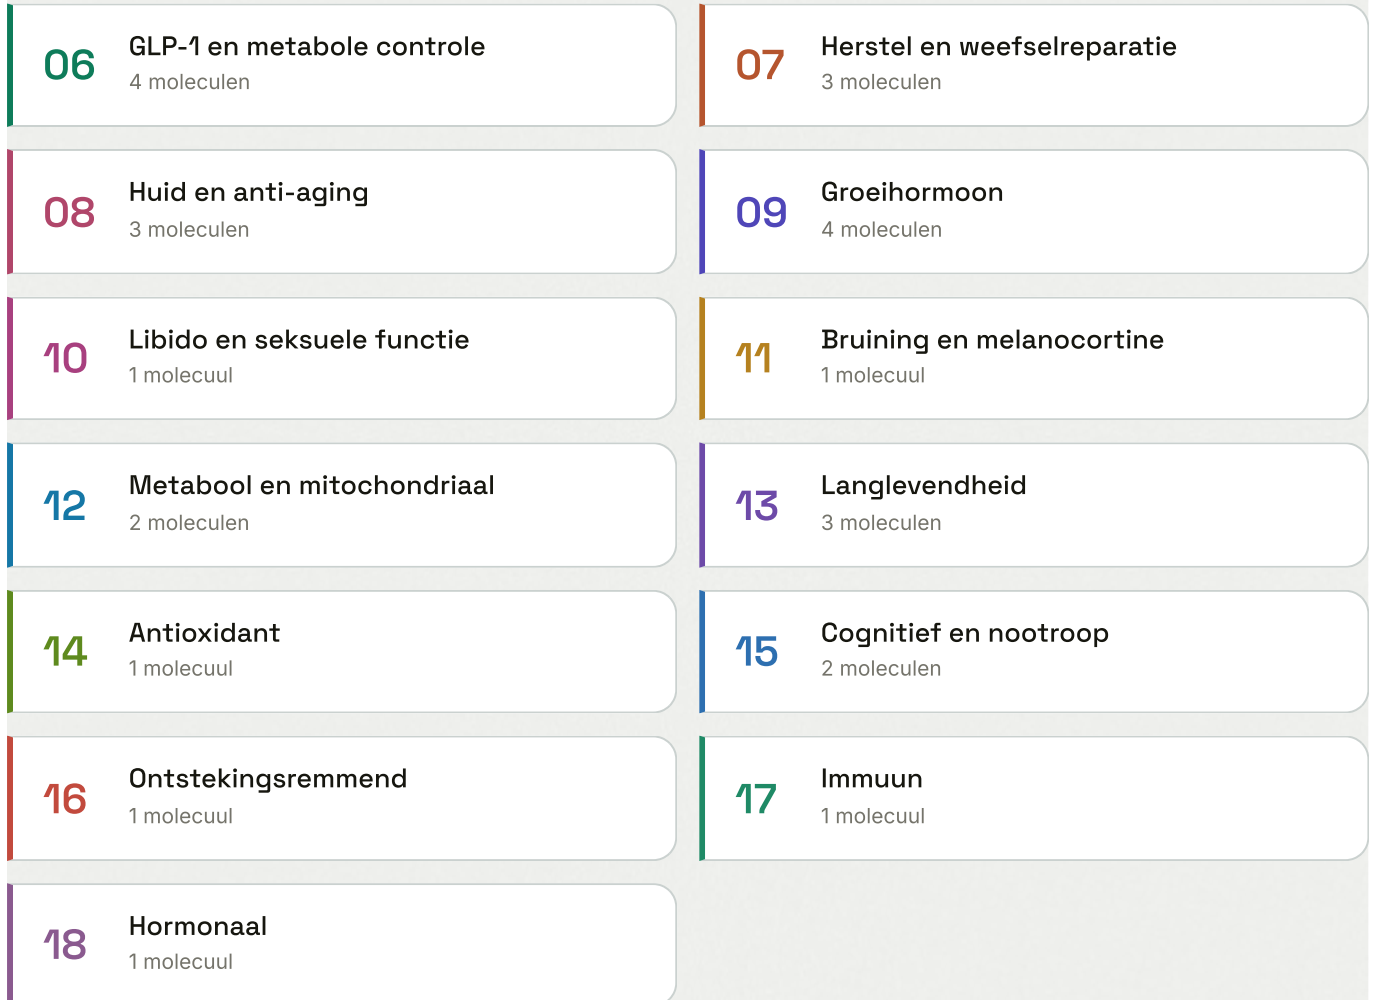 06
GLP-1 en metabole controle
4 moleculen
07
Herstel en weefselreparatie
3 moleculen
08
Huid en anti-aging
3 moleculen
09
Groeihormoon
4 moleculen
10
Libido en seksuele functie
1 molecuul
11
Bruining en melanocortine
1 molecuul
12
Metabool en mitochondriaal
2 moleculen
13
Langlevendheid
3 moleculen
14
Antioxidant
1 molecuul
15
Cognitief en nootroop
2 moleculen
16
Ontstekingsremmend
1 molecuul
17
Immuun
1 molecuul
18
Hormonaal
1 molecuul